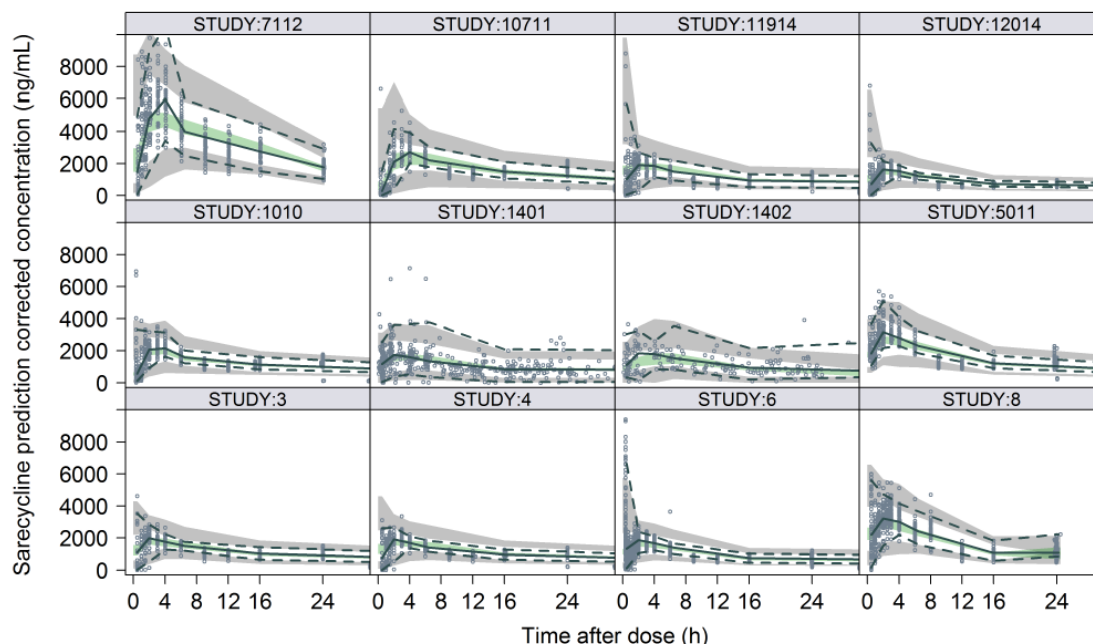 STUDY:7112 STUDY:10711 STUDY:11914 STUDY:12014
8000
6000
4000
2000
0
STUDY:1010 STUDY:1401 STUDY:1402 STUDY:5011
8000
6000
4000
2000
0
STUDY:3 STUDY:4 STUDY:6 STUDY:8
8000
6000
4000
2000
0
0 4 8 12 16 24 0 4 8 12 16 24 0 4 8 12 16 24 0 4 8 12 16 24
Sarecycline prediction corrected concentration (ng/mL)
Time after dose (h)